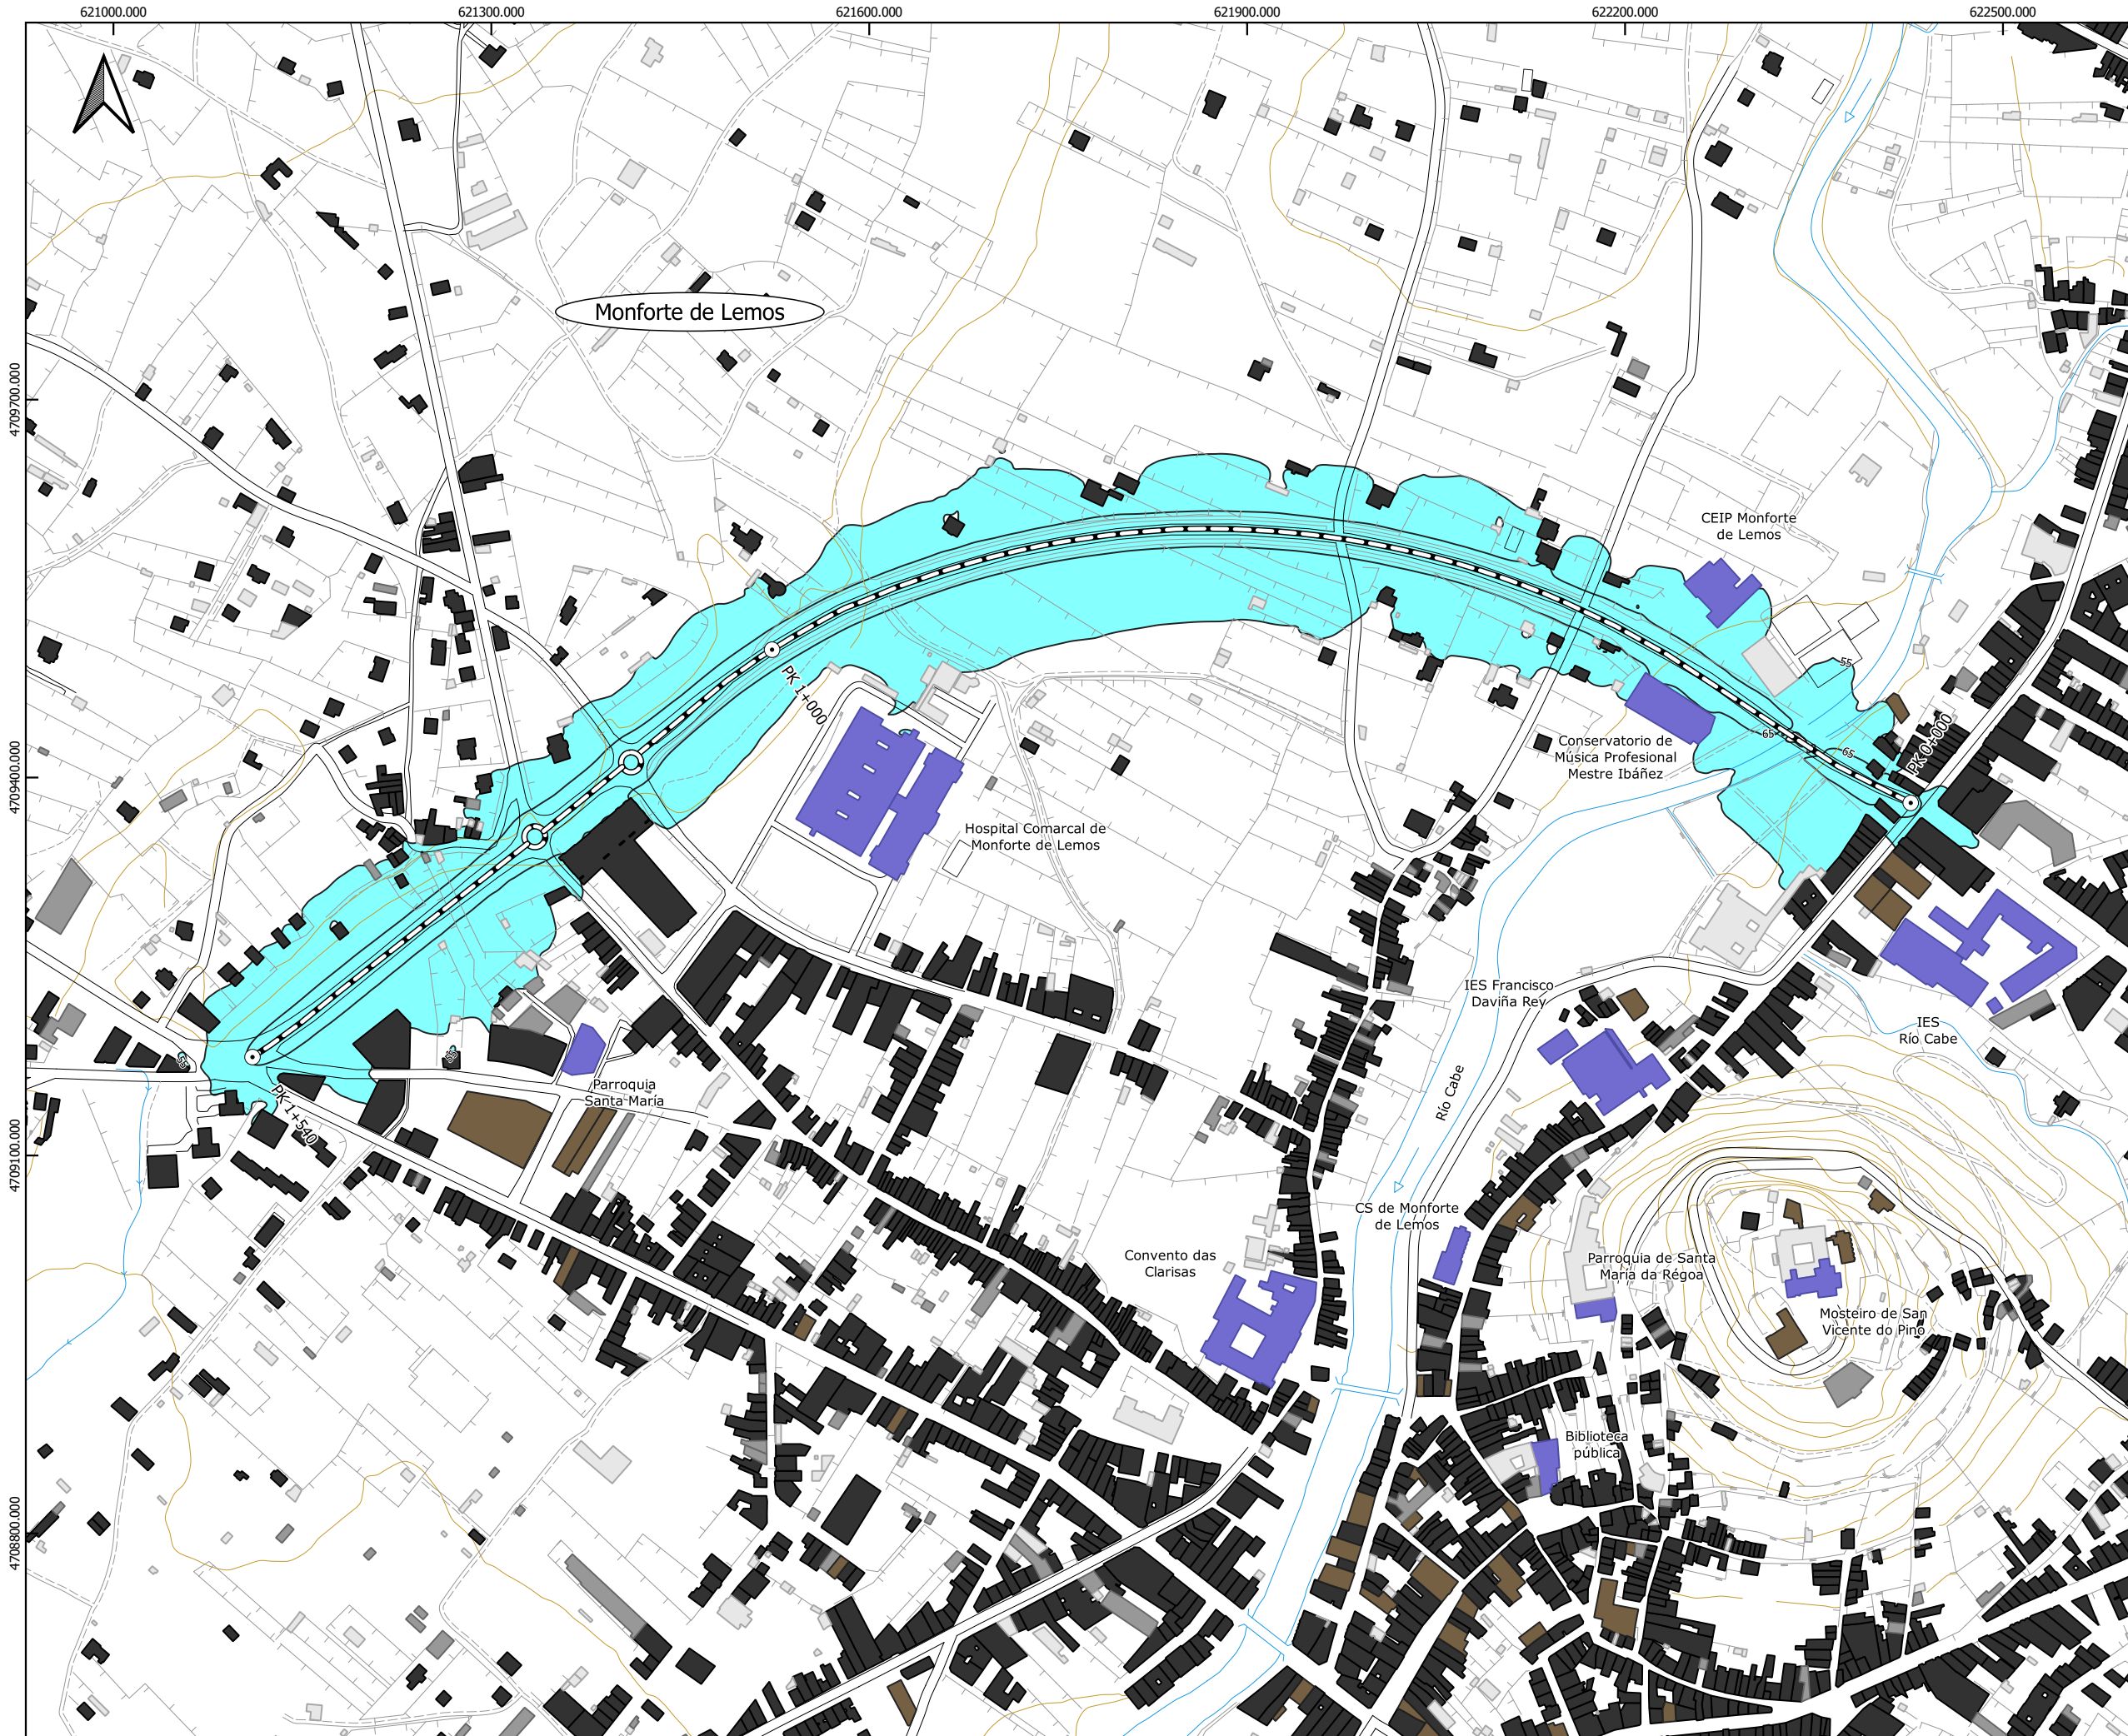 621000.000
621300.000
621600.000
621900.000
622200.000
622500.000
Monforte de Lemos
4709700.000
CEIP Monforte
de Lemos
55
PK 1+000
65
65
PK 0+000
Conservatorio de
Música Profesional
Mestre Ibáñez
4709400.000
Hospital Comarcal de
Monforte de Lemos
IES Francisco
Daviña Rey
IES
Río Cabe
55
55
Parroquia
Santa María
PK 1+540
Río Cabe
4709100.000
CS de Monforte
de Lemos
Convento das
Clarisas
Parroquia de Santa
María da Régoa
Mosteiro de San
Vicente do Pino
Biblioteca
pública
4708800.000